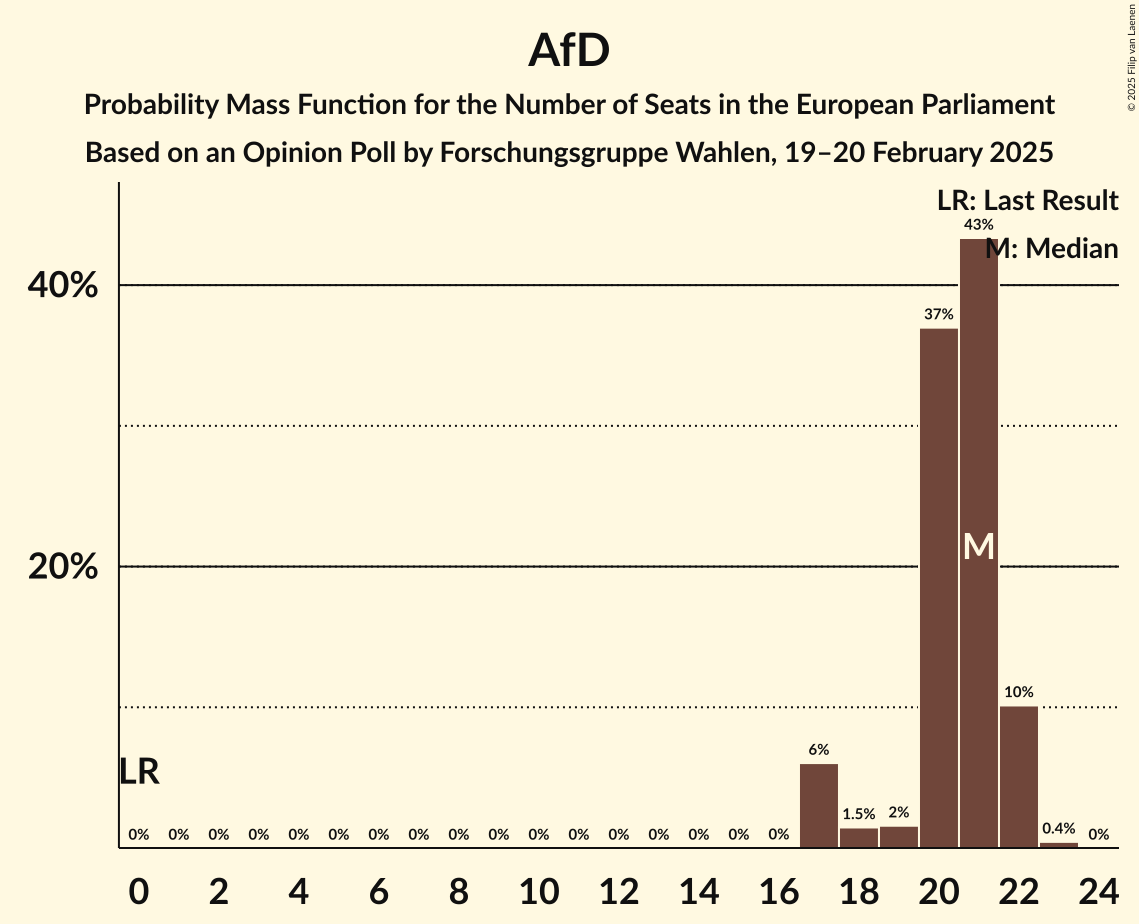 AfD
Probability Mass Function for the Number of Seats in the European Parliament
Based on an Opinion Poll by Forschungsgruppe Wahlen, 19–20 February 2025
© 2025 Filip van Laenen
LR: Last Result
43%
M: Median
40%
37%
M
20%
10%
6%
LR
0% 0% 0% 0% 0% 0% 0% 0% 0% 0% 0% 0% 0% 0% 0% 0% 0% 1.5% 2% 0.4% 0%
0 2 4 6 8 10 12 14 16 18 20 22 24